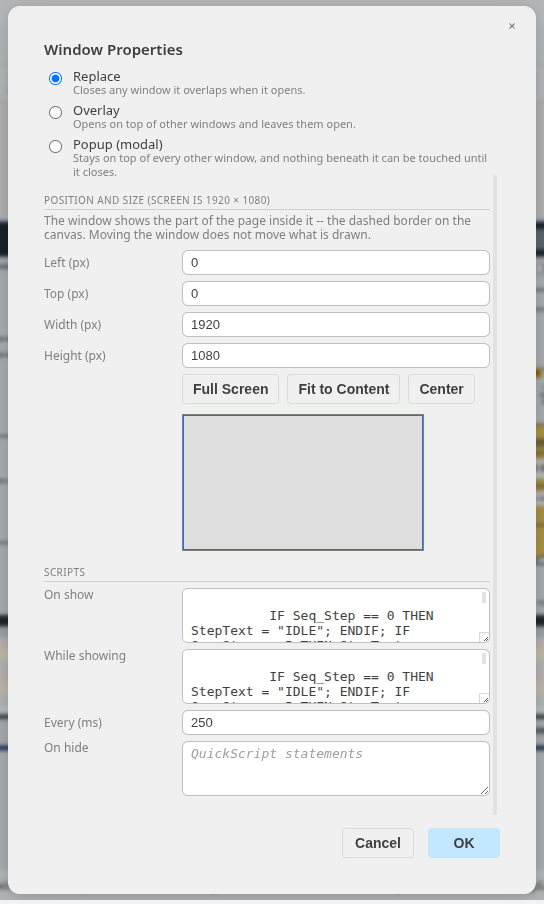 ×
Window Properties
Replace
Closes any window it overlaps when it opens.
Overlay
Opens on top of other windows and leaves them open.
Popup (modal)
Stays on top of every other window, and nothing beneath it can be touched until
it closes.
POSITION AND SIZE (SCREEN IS 1920 × 1080)
The window shows the part of the page inside it -- the dashed border on the
canvas. Moving the window does not move what is drawn.
Left (px) 0
Top (px) 0
Width (px) 1920
Height (px) 1080
Full Screen Fit to Content Center
SCRIPTS
On show
IF Seq_Step == 0 THEN
StepText = "IDLE"; ENDIF; IF
While showing
IF Seq_Step == 0 THEN
StepText = "IDLE"; ENDIF; IF
Every (ms) 250
On hide QuickScript statements
Cancel OK